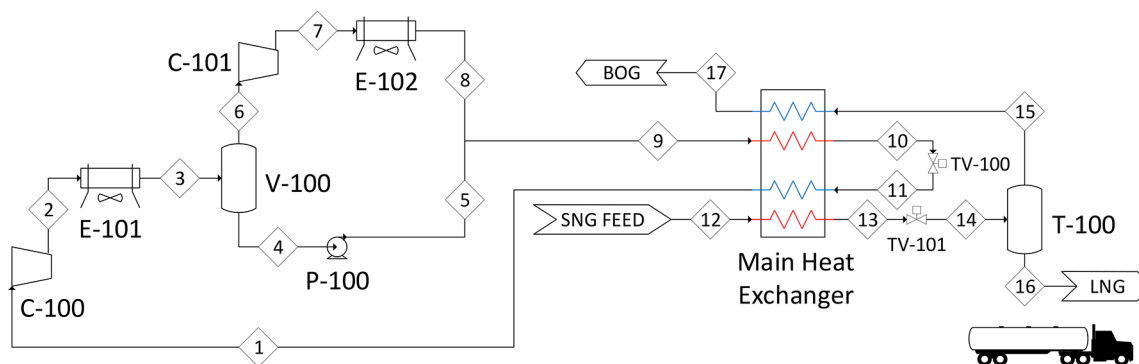 7
C-101
E-102
8
6
BOG
17
15
9
10
TV-100
2
E-101
3
V-100
5
11
SNG FEED
12
13
TV-101
14
T-100
4
P-100
Main Heat
Exchanger
16
LNG
C-100
1